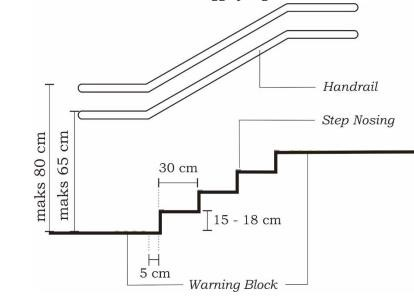 Handrail
Step Nosing
maks 80 cm
maks 65 cm
30 cm
15 - 18 cm
5 cm
Warning Block